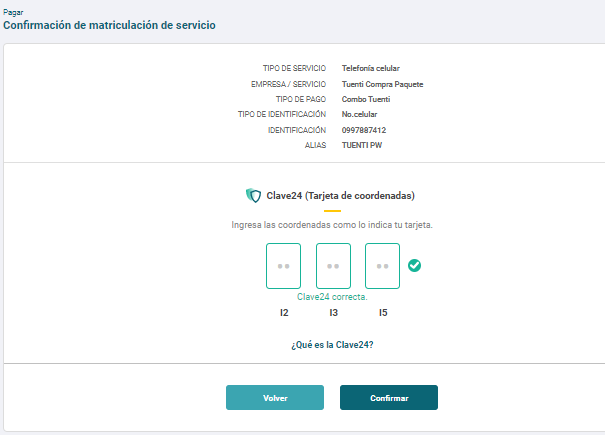 Pagar
Confirmación de matriculación de servicio
TIPO DE SERVICIO Telefonía celular
EMPRESA / SERVICIO Tuenti Compra Paquete
TIPO DE PAGO Combo Tuenti
TIPO DE IDENTIFICACIÓN No.celular
IDENTIFICACIÓN 0997887412
ALIAS TUENTI PW
Clave24 (Tarjeta de coordenadas)
Ingresa las coordenadas como lo indica tu tarjeta.
Clave24 correcta.
I2 I3 I5
¿Qué es la Clave24?
Volver Confirmar